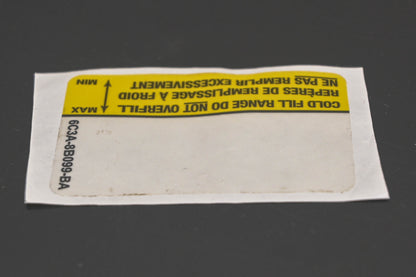 COLD FILL RANGE DO NOT OVERFILL
REPÈRES DE REMPLISSAGE À FROID
NE PAS REMPLIR EXCESSIVEMENT
MAX
MIN
6C3A-8B099-BA